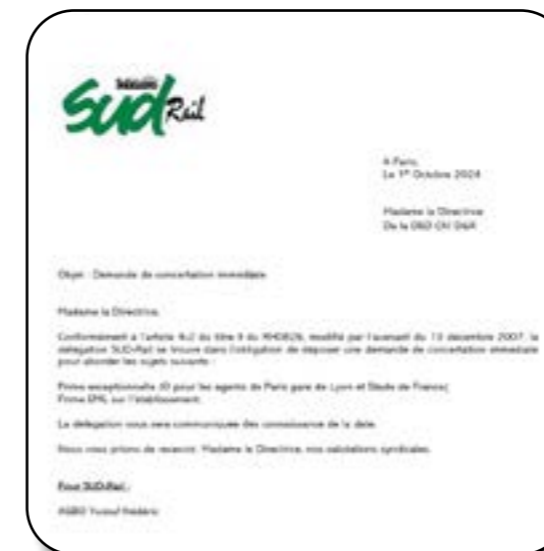 Sud Rail
A Paris,
Le 1er Octobre 2024
Madame la Directrice
De la
Objet : Demande de concertation immédiate
Madame la Directrice,
Conformément à l'article 4.2 du titre II du RH0826, modifié par l'avenant du 13 décembre 2007, la
délégation SUD-Rail se trouve dans l'obligation de déposer une demande de concertation immédiate
pour aborder les sujets suivants :
Prime exceptionnelle JO pour les agents de Paris gare de Lyon et Stade de France;
Prime EML sur l'établissement.
La délégation vous sera communiquée dès connaissance de la date.
Nous vous prions de recevoir, Madame la Directrice, nos salutations syndicales.
Pour SUD-Rail :